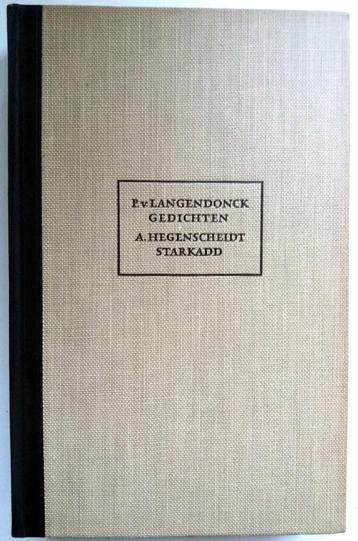 P.v. LANGENDONCK
GEDICHTEN
A. HEGENSCHEIDT
STARKADD